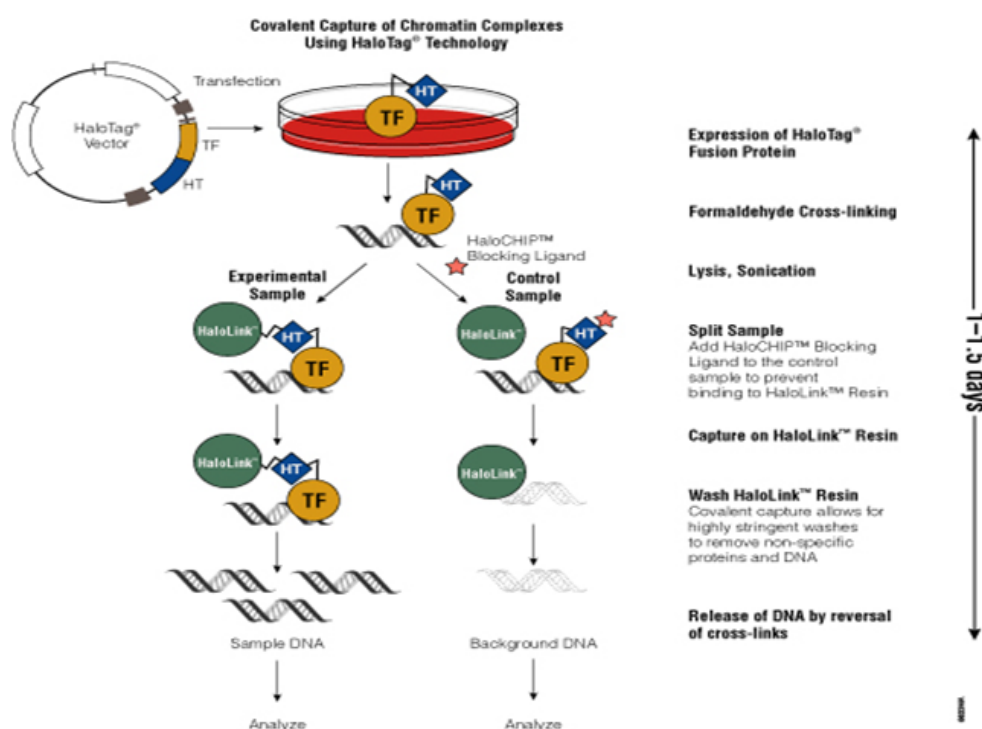 Covalent Capture of Chromatin Complexes
Using HaloTag® Technology
Transfection
HaloTag®
Vector
TF
HT
HT
TF
HT
TF
HaloCHIP™
Blocking Ligand
Experimental
Sample
Control
Sample
HaloLink™
HT
TF
HaloLink™
HT
TF
HaloLink™
HT
TF
HaloLink™
Sample DNA
Background DNA
Analyze
Analyze
Expression of HaloTag®
Fusion Protein
Formaldehyde Cross-linking
Lysis, Sonication
Split Sample
Add HaloCHIP™ Blocking
Ligand to the control
sample to prevent
binding to HaloLink™ Resin
Capture on HaloLink™ Resin
Wash HaloLink™ Resin
Covalent capture allows for
highly stringent washes
to remove non-specific
proteins and DNA
Release of DNA by reversal
of cross-links
1–1.5 days